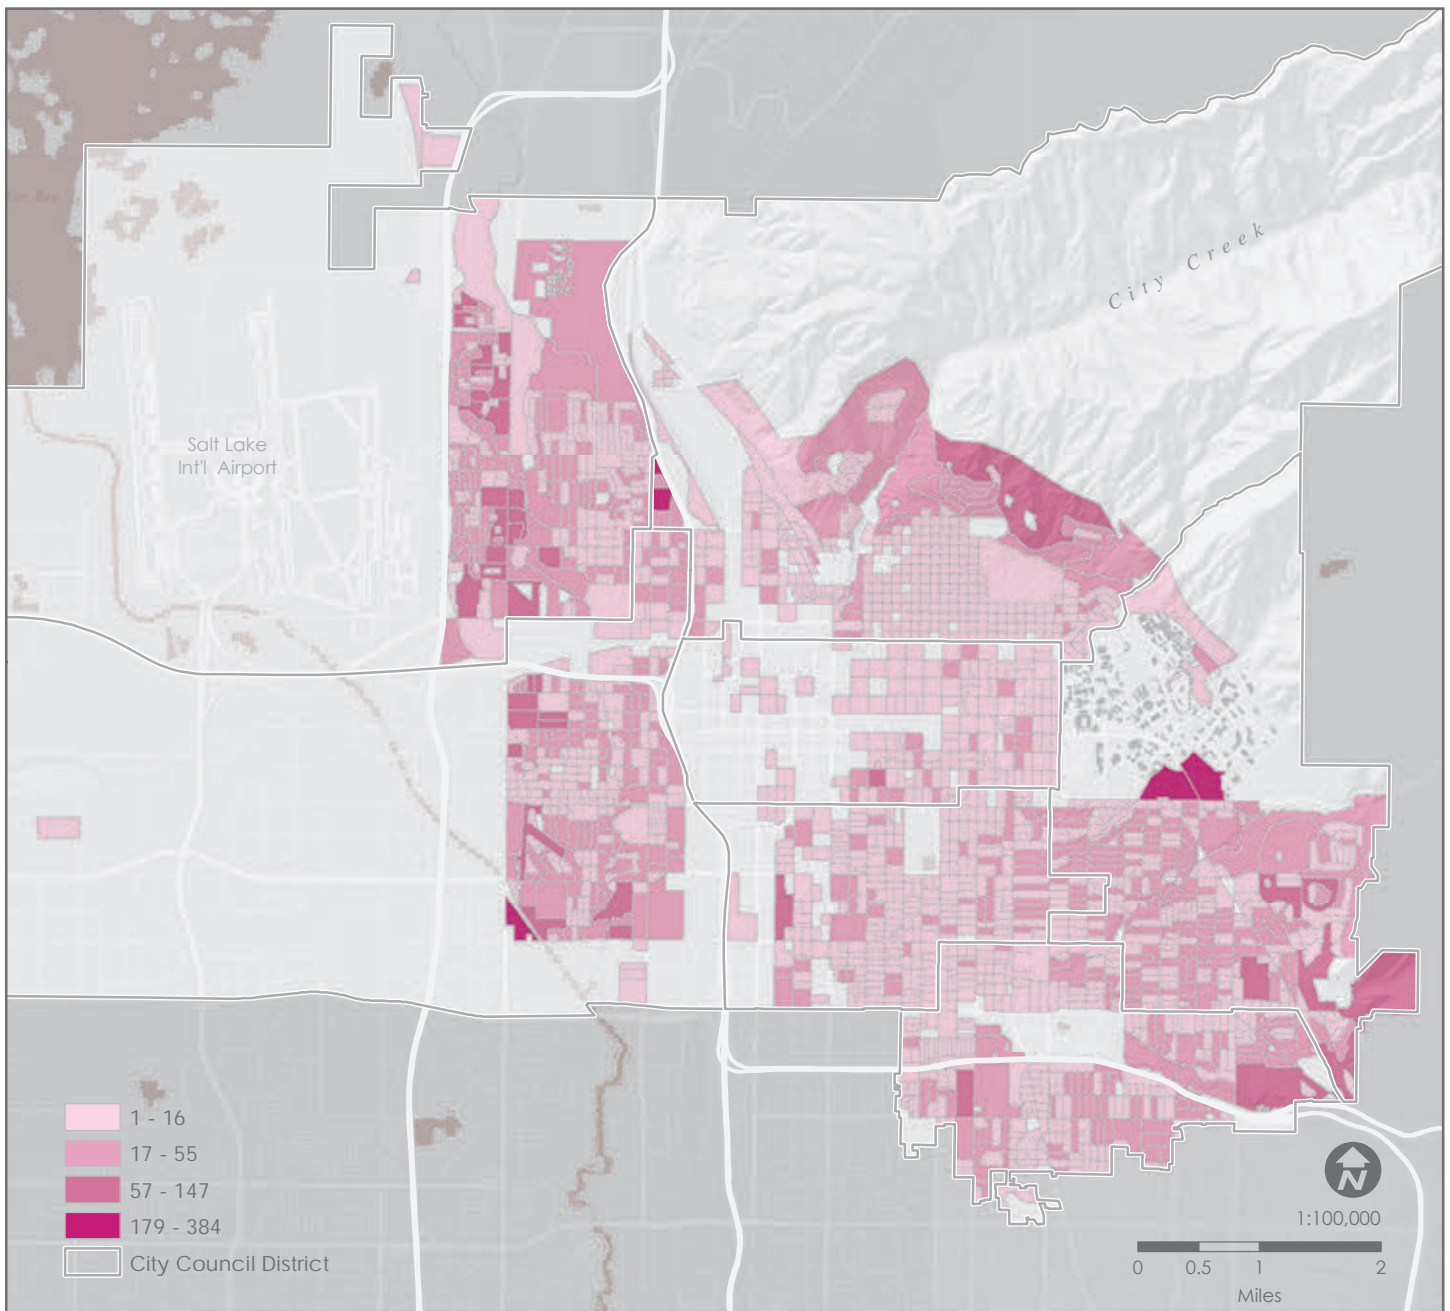 City Creek
Salt Lake
Int'l Airport
1 - 16
17 - 55
57 - 147
179 - 384
City Council District
N
1:100,000
0 0.5 1 2
Miles